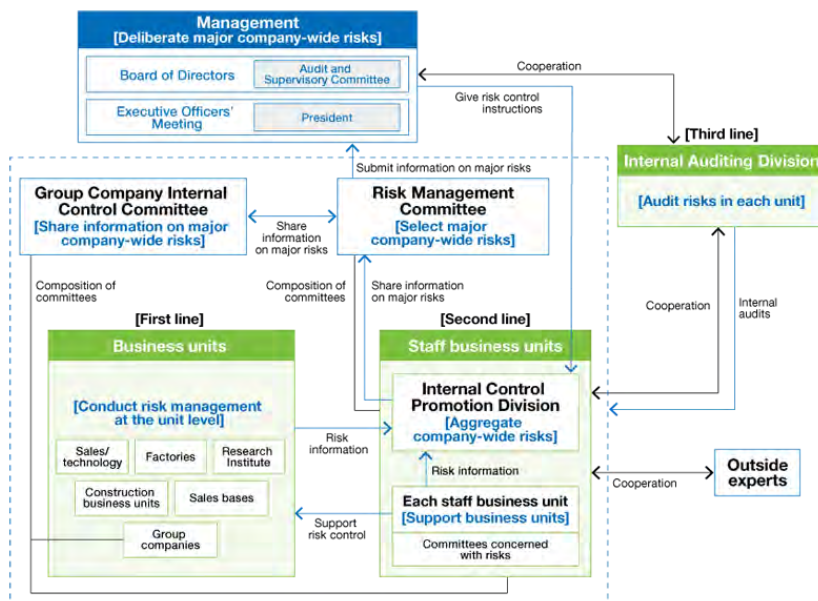 Management
[Deliberate major company-wide risks]
Board of Directors
Audit and
Supervisory Committee
Executive Officers'
Meeting
President
Cooperation
Give risk control
instructions
[Third line]
Internal Auditing Division
[Audit risks in each unit]
Submit information on major risks
Group Company Internal
Control Committee
[Share information on major
company-wide risks]
Share
information
on major risks
Risk Management
Committee
[Select major
company-wide risks]
Composition of
committees
Composition of
committees
Share information
on major risks
Cooperation
Internal
audits
[First line]
Business units
[Conduct risk management
at the unit level]
Sales/
technology
Factories
Research
Institute
Construction
business units
Sales bases
Group
companies
Risk
information
Support
risk control
[Second line]
Staff business units
Internal Control
Promotion Division
[Aggregate
company-wide risks]
Risk information
Each staff business unit
[Support business units]
Committees concerned
with risks
Cooperation
Outside
experts